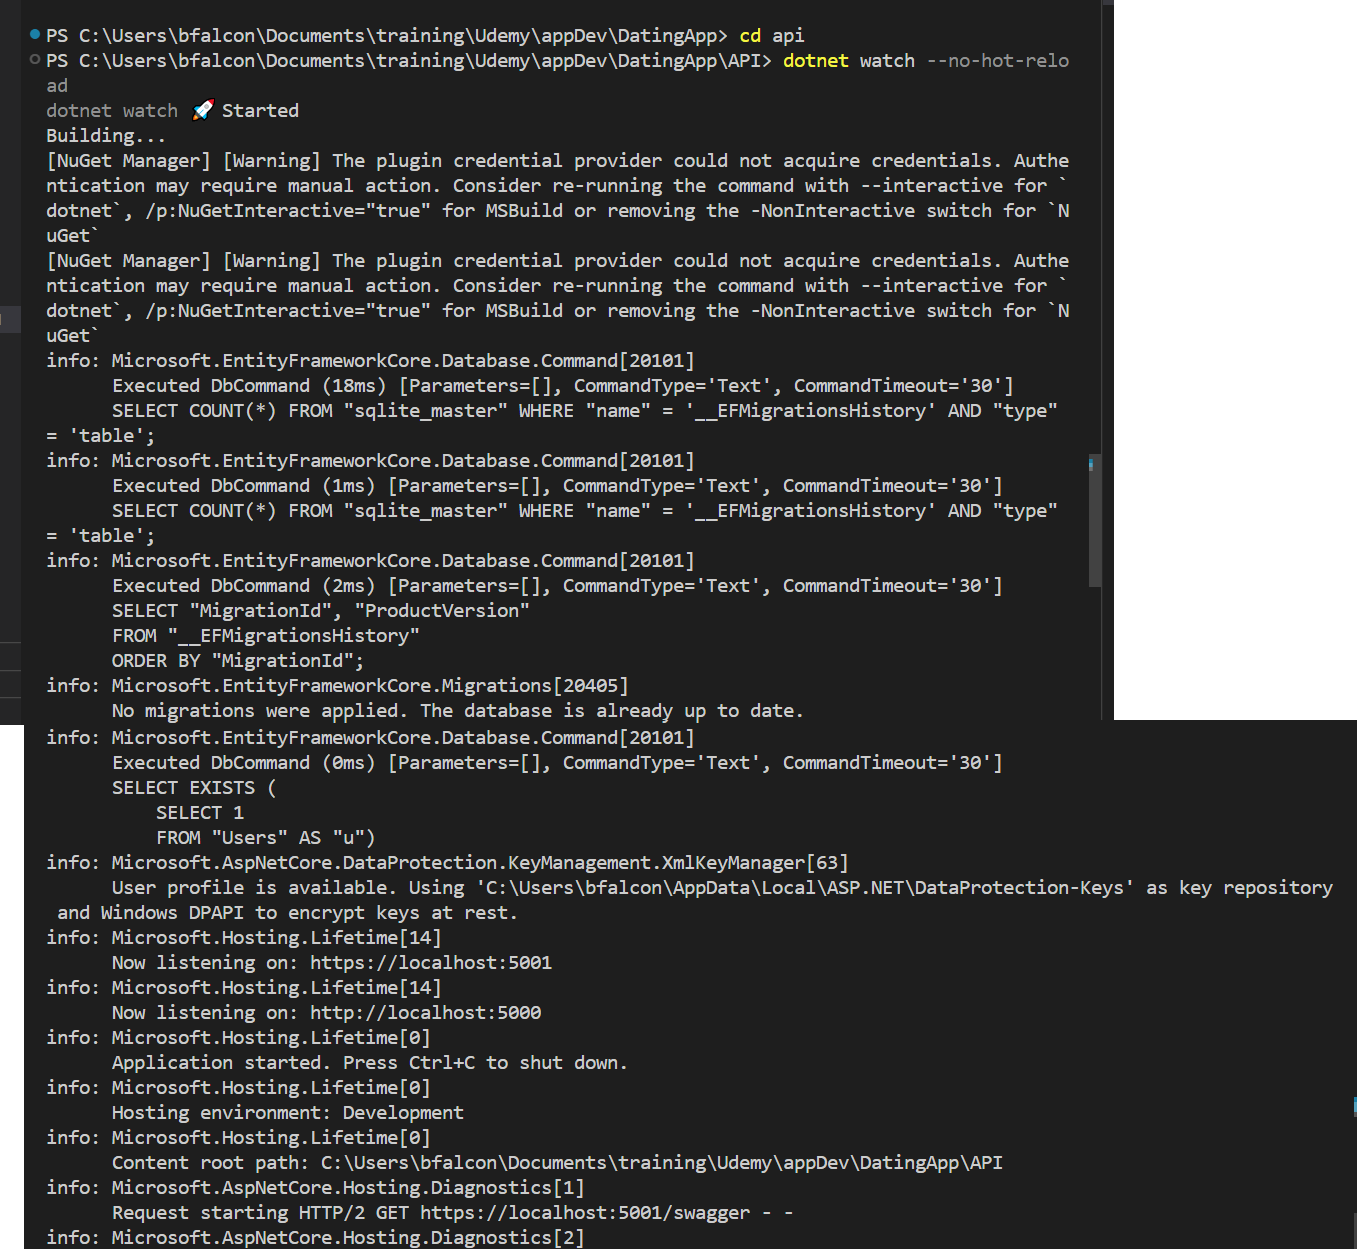 PS C:\Users\bfalcon\Documents\training\Udemy\appDev\DatingApp> cd api
PS C:\Users\bfalcon\Documents\training\Udemy\appDev\DatingApp\API> dotnet watch --no-hot-relo
ad
dotnet watch 🚀 Started
Building...
[NuGet Manager] [Warning] The plugin credential provider could not acquire credentials. Authe
ntication may require manual action. Consider re-running the command with --interactive for `
dotnet`, /p:NuGetInteractive="true" for MSBuild or removing the -NonInteractive switch for `N
uGet`
[NuGet Manager] [Warning] The plugin credential provider could not acquire credentials. Authe
ntication may require manual action. Consider re-running the command with --interactive for `
dotnet`, /p:NuGetInteractive="true" for MSBuild or removing the -NonInteractive switch for `N
uGet`
info: Microsoft.EntityFrameworkCore.Database.Command[20101]
      Executed DbCommand (18ms) [Parameters=[], CommandType='Text', CommandTimeout='30']
      SELECT COUNT(*) FROM "sqlite_master" WHERE "name" = '__EFMigrationsHistory' AND "type"
= 'table';
info: Microsoft.EntityFrameworkCore.Database.Command[20101]
      Executed DbCommand (1ms) [Parameters=[], CommandType='Text', CommandTimeout='30']
      SELECT COUNT(*) FROM "sqlite_master" WHERE "name" = '__EFMigrationsHistory' AND "type"
= 'table';
info: Microsoft.EntityFrameworkCore.Database.Command[20101]
      Executed DbCommand (2ms) [Parameters=[], CommandType='Text', CommandTimeout='30']
      SELECT "MigrationId", "ProductVersion"
      FROM "__EFMigrationsHistory"
      ORDER BY "MigrationId";
info: Microsoft.EntityFrameworkCore.Migrations[20405]
      No migrations were applied. The database is already up to date.
info: Microsoft.EntityFrameworkCore.Database.Command[20101]
      Executed DbCommand (0ms) [Parameters=[], CommandType='Text', CommandTimeout='30']
      SELECT EXISTS (
          SELECT 1
          FROM "Users" AS "u")
info: Microsoft.AspNetCore.DataProtection.KeyManagement.XmlKeyManager[63]
      User profile is available. Using 'C:\Users\bfalcon\AppData\Local\ASP.NET\DataProtection-Keys' as key repository
 and Windows DPAPI to encrypt keys at rest.
info: Microsoft.Hosting.Lifetime[14]
      Now listening on: https://localhost:5001
info: Microsoft.Hosting.Lifetime[14]
      Now listening on: http://localhost:5000
info: Microsoft.Hosting.Lifetime[0]
      Application started. Press Ctrl+C to shut down.
info: Microsoft.Hosting.Lifetime[0]
      Hosting environment: Development
info: Microsoft.Hosting.Lifetime[0]
      Content root path: C:\Users\bfalcon\Documents\training\Udemy\appDev\DatingApp\API
info: Microsoft.AspNetCore.Hosting.Diagnostics[1]
      Request starting HTTP/2 GET https://localhost:5001/swagger - -
info: Microsoft.AspNetCore.Hosting.Diagnostics[2]